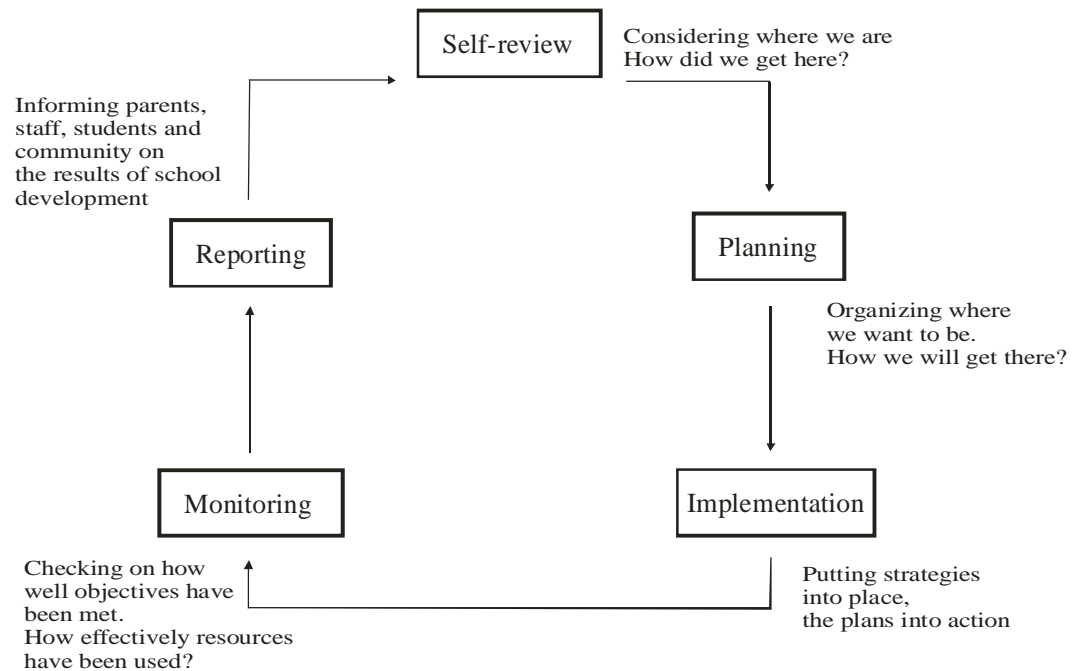 Self-review
Considering where we are
How did we get here?
Informing parents,
staff, students and
community on
the results of school
development
Reporting
Planning
Organizing where
we want to be.
How we will get there?
Monitoring
Implementation
Checking on how
well objectives have
been met.
How effectively resources
have been used?
Putting strategies
into place,
the plans into action